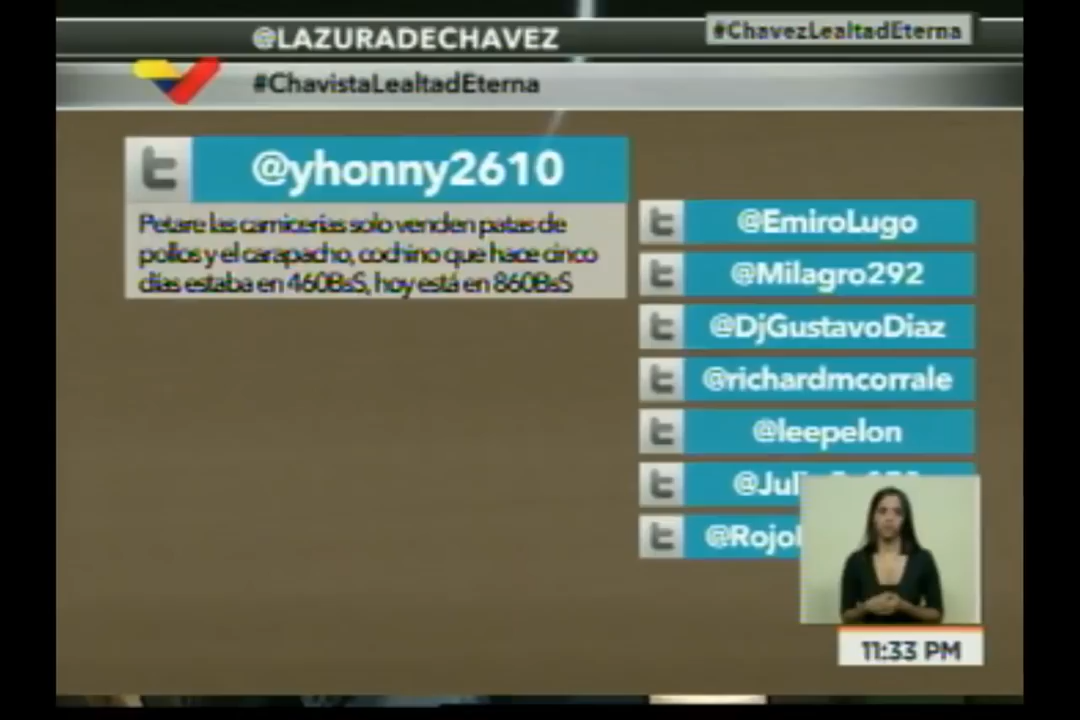 @LAZURADECHAVEZ
#ChavezLealtadEterna
#ChavistaLealtadEterna
@yhonny2610
Petare las carnicerías solo venden patas de
pollos y el carapacho, cochino que hace cinco
días estaba en 460BsS, hoy está en 860BsS
@EmiroLugo
@Milagro292
@DjGustavoDiaz
@richardmcorrale
@leepelon
11:33 PM